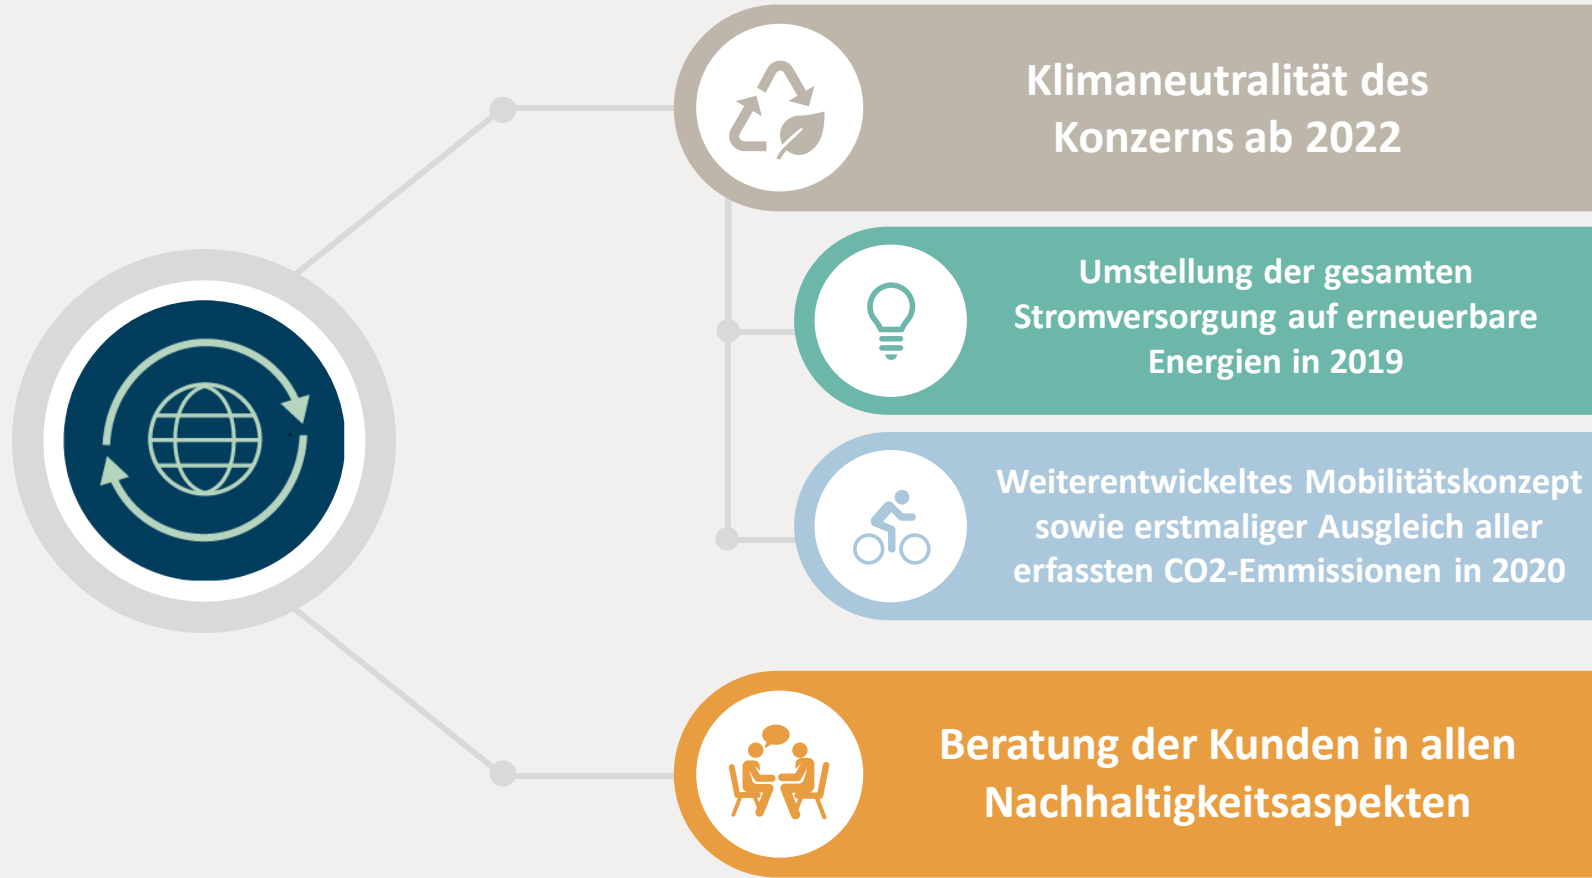 Klimaneutralität des
Konzerns ab 2022
Umstellung der gesamten
Stromversorgung auf erneuerbare
Energien in 2019
Weiterentwickeltes Mobilitätskonzept
sowie erstmaliger Ausgleich aller
erfassten CO2-Emmissionen in 2020
Beratung der Kunden in allen
Nachhaltigkeitsaspekten